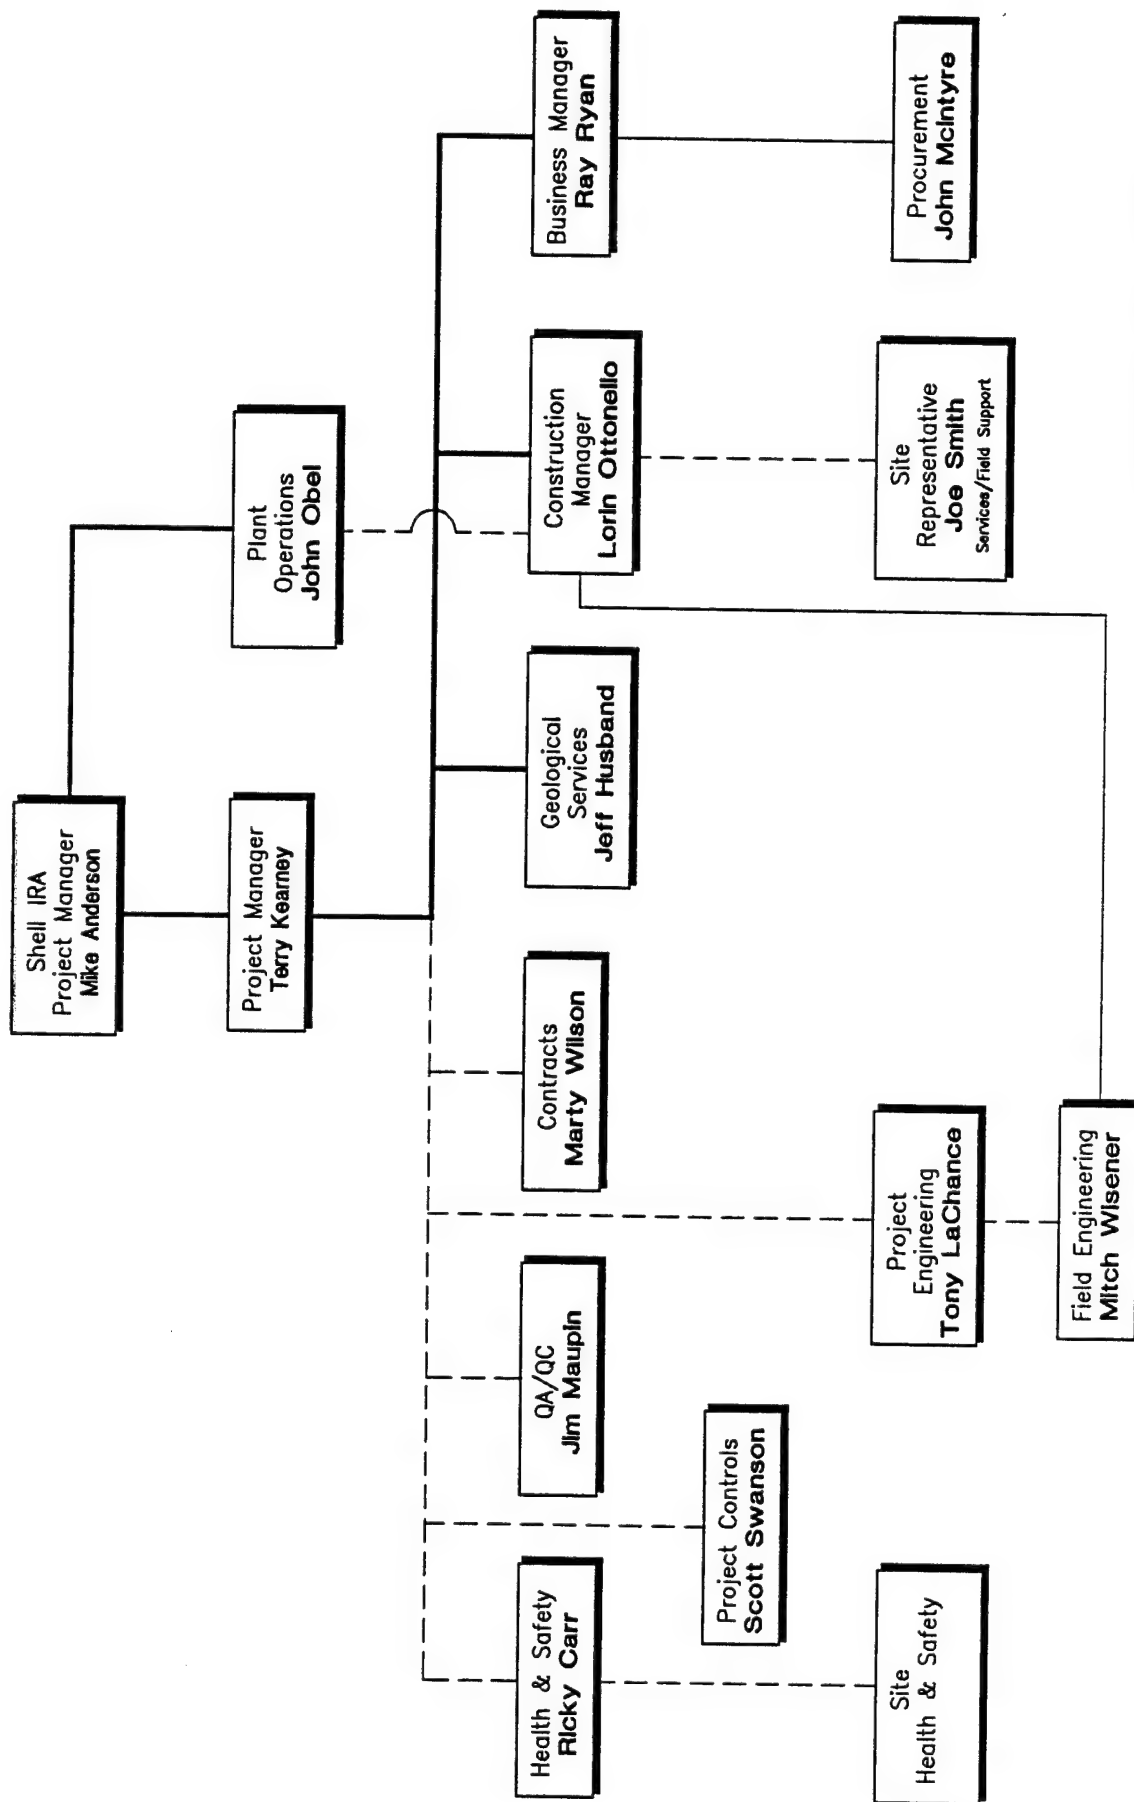 Shell IRA
Project Manager
Mike Anderson
Project Manager
Terry Kearney
Plant
Operations
John Obel
Health & Safety
Ricky Carr
QA/QC
Jim Maupin
Contracts
Marty Wilson
Geological
Services
Jeff Husband
Construction
Manager
Lorin Ottonello
Business Manager
Ray Ryan
Project Controls
Scott Swanson
Site
Health & Safety
Project
Engineering
Tony LaChance
Site
Representative
Joe Smith
Services/Field Support
Procurement
John McIntyre
Field Engineering
Mitch Wisener